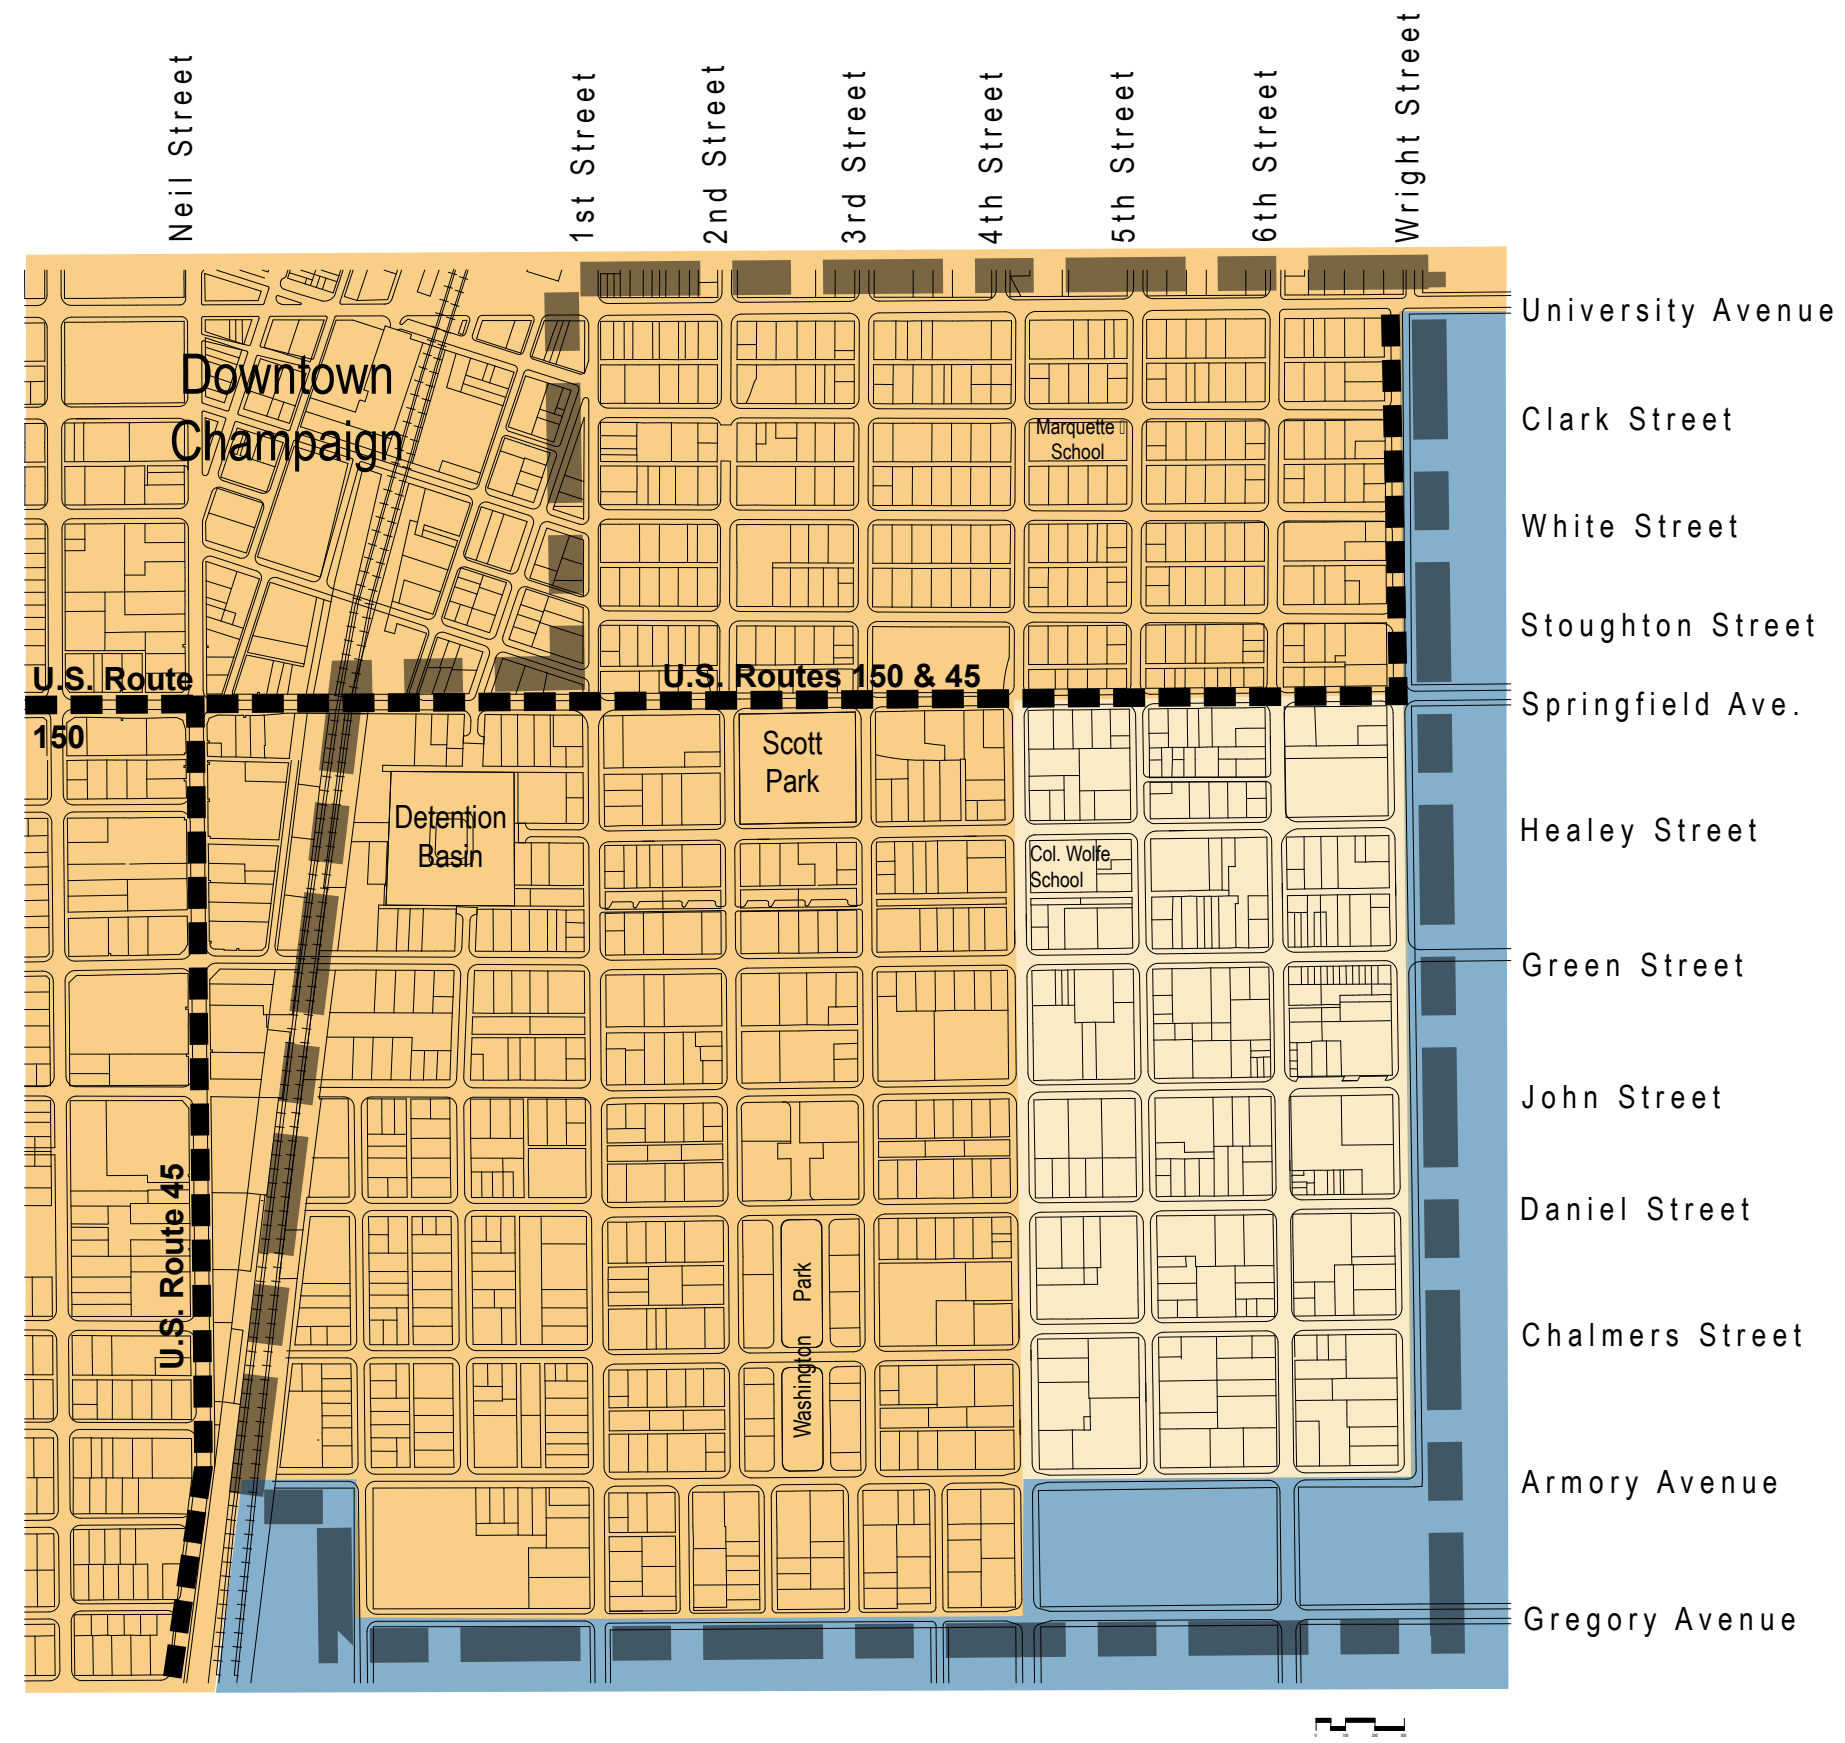 Neil Street
1st Street
2nd Street
3rd Street
4th Street
5th Street
6th Street
Wright Street
University Avenue
Downtown
Champaign
Clark Street
Marquette
School
White Street
Stoughton Street
U.S. Route
150
U.S. Routes 150 & 45
Springfield Ave.
Scott
Park
Detention
Basin
Healey Street
Col. Wolfe
School
Green Street
John Street
U.S. Route 45
Daniel Street
Washington Park
Chalmers Street
Armory Avenue
Gregory Avenue